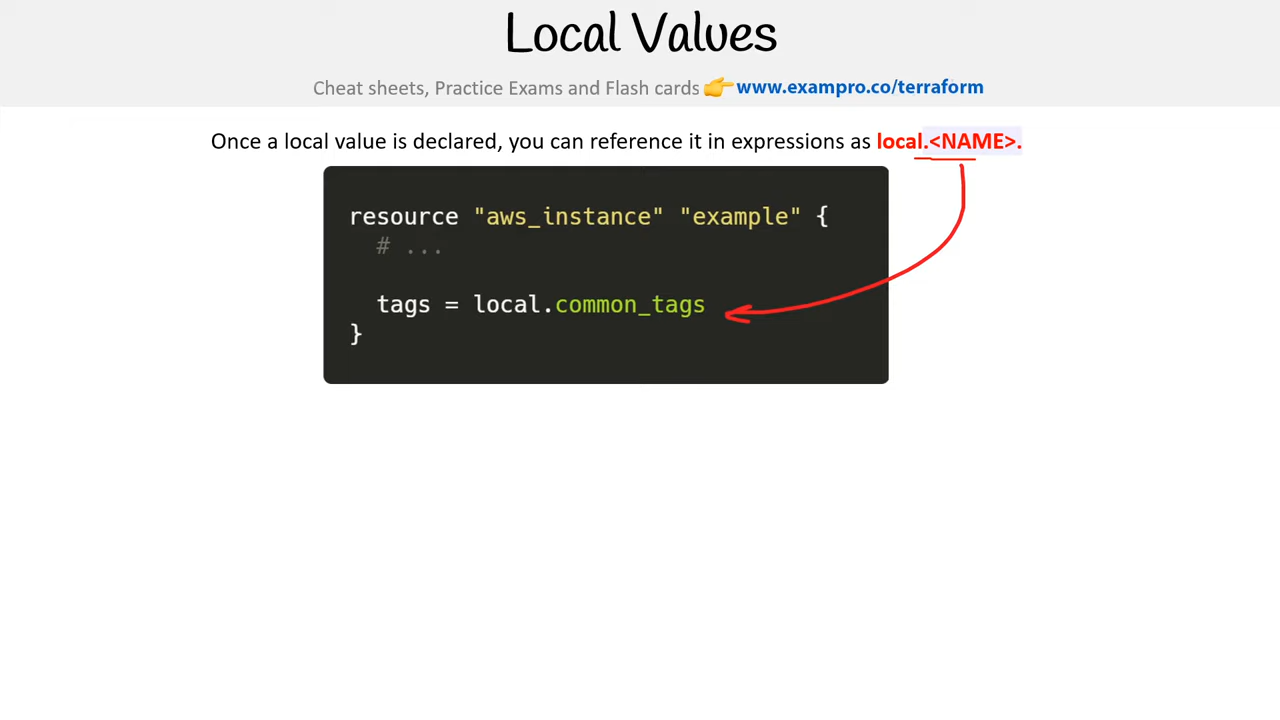 Local Values
Cheat sheets, Practice Exams and Flash cards 👉 www.exampro.co/terraform
Once a local value is declared, you can reference it in expressions as local.<NAME>.
resource "aws_instance" "example" {
  # ...
  tags = local.common_tags
}